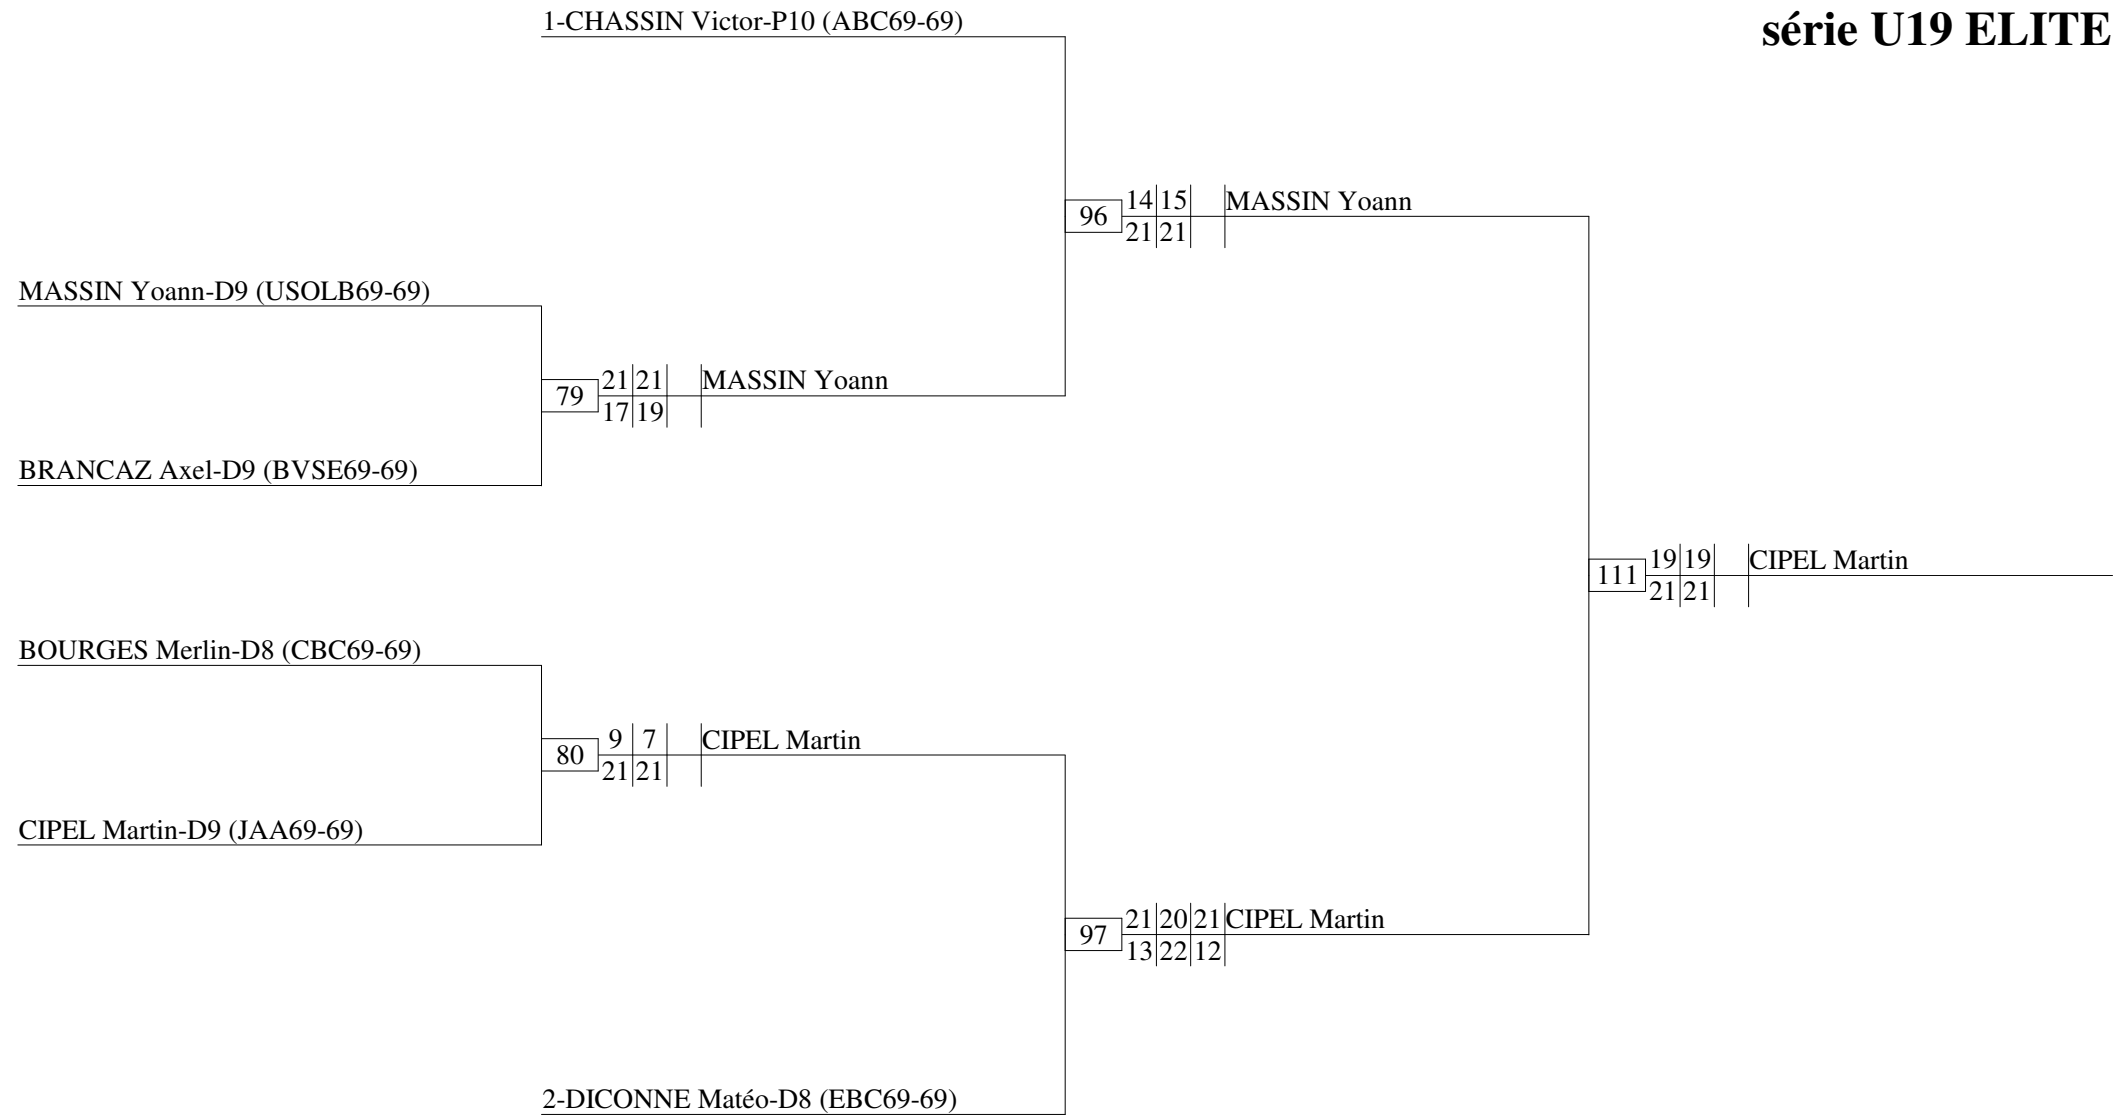 1-CHASSIN Victor-P10 (ABC69-69)
série U19 ELITE
14 15 MASSIN Yoann
96
21 21
MASSIN Yoann-D9 (USOLB69-69)
21 21 MASSIN Yoann
79
17 19
BRANCAZ Axel-D9 (BVSE69-69)
19 19 CIPEL Martin
111
21 21
BOURGES Merlin-D8 (CBC69-69)
9 7 CIPEL Martin
80
21 21
CIPEL Martin-D9 (JAA69-69)
21 20 21 CIPEL Martin
97
13 22 12
2-DICONNE Matéo-D8 (EBC69-69)